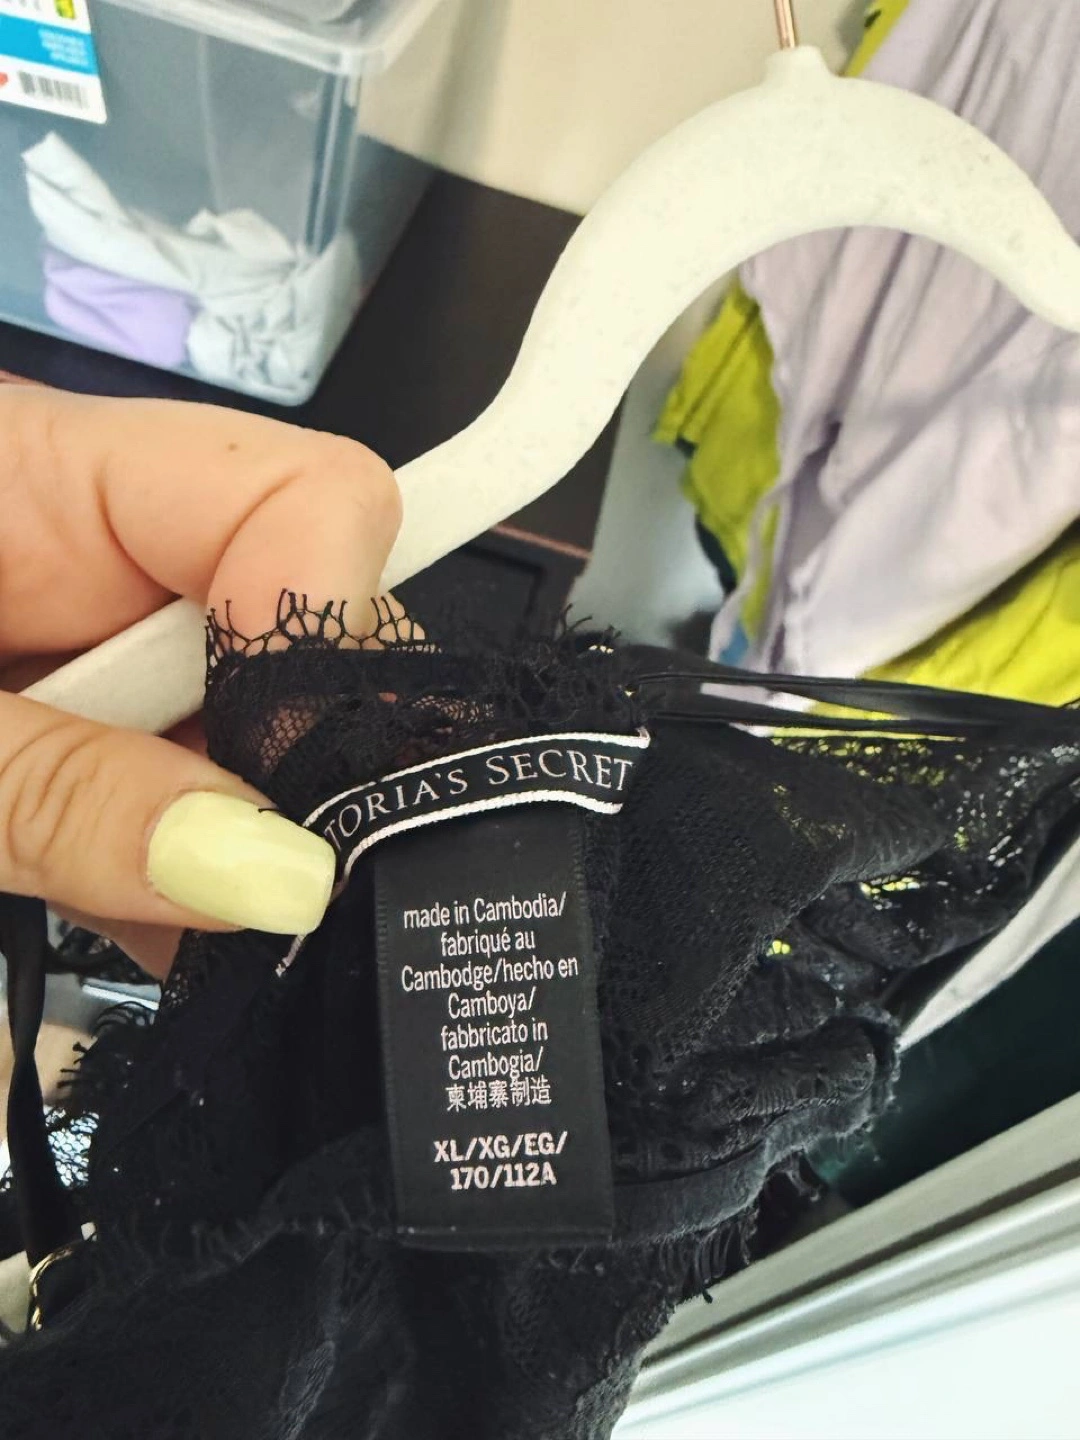 TORIA'S SECRET
made in Cambodia/
fabriqué au
Cambodge/hecho en
Camboya/
fabbricato in
Cambogia/
柬埔寨制造
XL/XG/EG/
170/112A